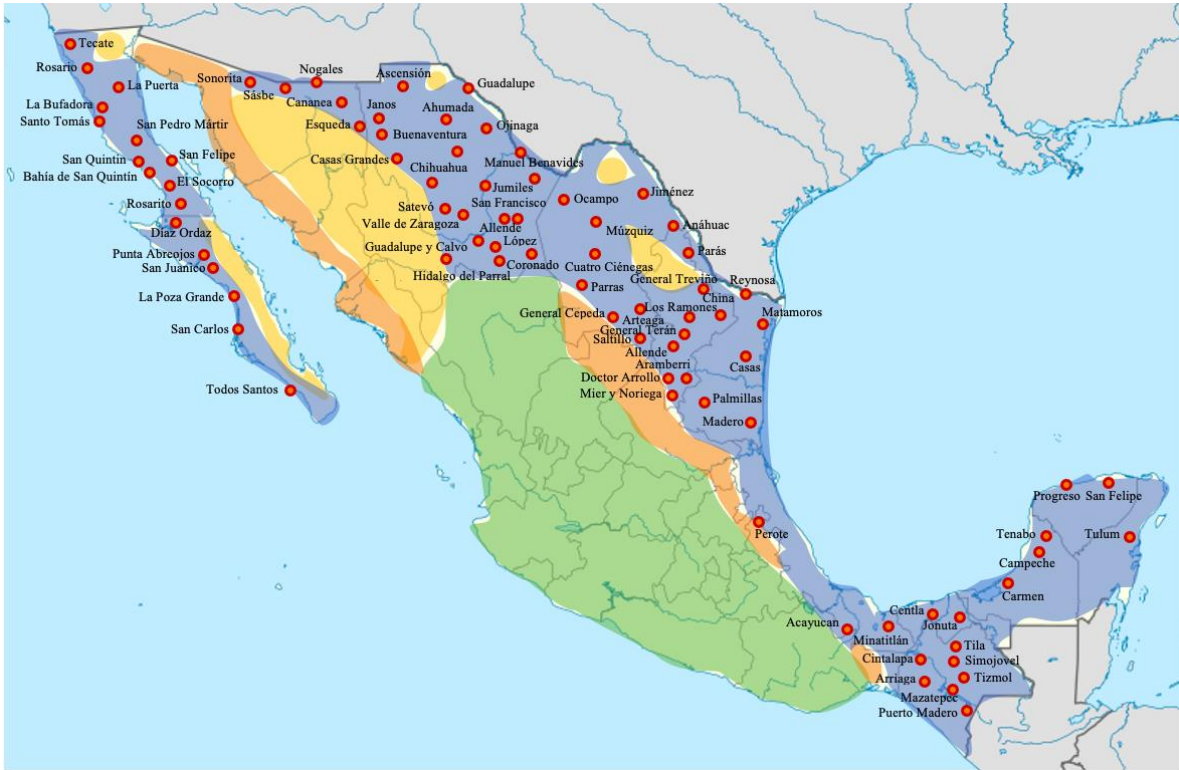 Tecate
Rosario
La Puerta
La Bufadora
Santo Tomás
San Pedro Mártir
San Quintín
San Felipe
Bahía de San Quintín
El Socorro
Rosarito
Díaz Ordaz
Punta Abreojos
San Juanico
La Poza Grande
San Carlos
Todos Santos
Sonorita
Nogales
Sásbe
Cananea
Ascensión
Guadalupe
Janos
Ahumada
Esqueda
Buenaventura
Ojinaga
Casas Grandes
Chihuahua
Manuel Benavides
Jumiles
Satevó
San Francisco
Valle de Zaragoza
Allende
Guadalupe y Calvo
López
Hidalgo del Parral
Coronado
Ocampo
Jiménez
Múzquiz
Anáhuac
Cuatro Ciénegas
Parás
General Treviño
Reynosa
Parras
China
General Cepeda
Los Ramones
Arteaga
Matamoros
General Terán
Saltillo
Allende
Aramberri
Casas
Doctor Arrollo
Mier y Noriega
Palmillas
Madero
Perote
Progreso
San Felipe
Tenabo
Tulum
Campeche
Carmen
Centla
Acayucan
Jonuta
Minatitlán
Tila
Cintalapa
Simojovel
Arriaga
Tizmol
Mazatepec
Puerto Madero